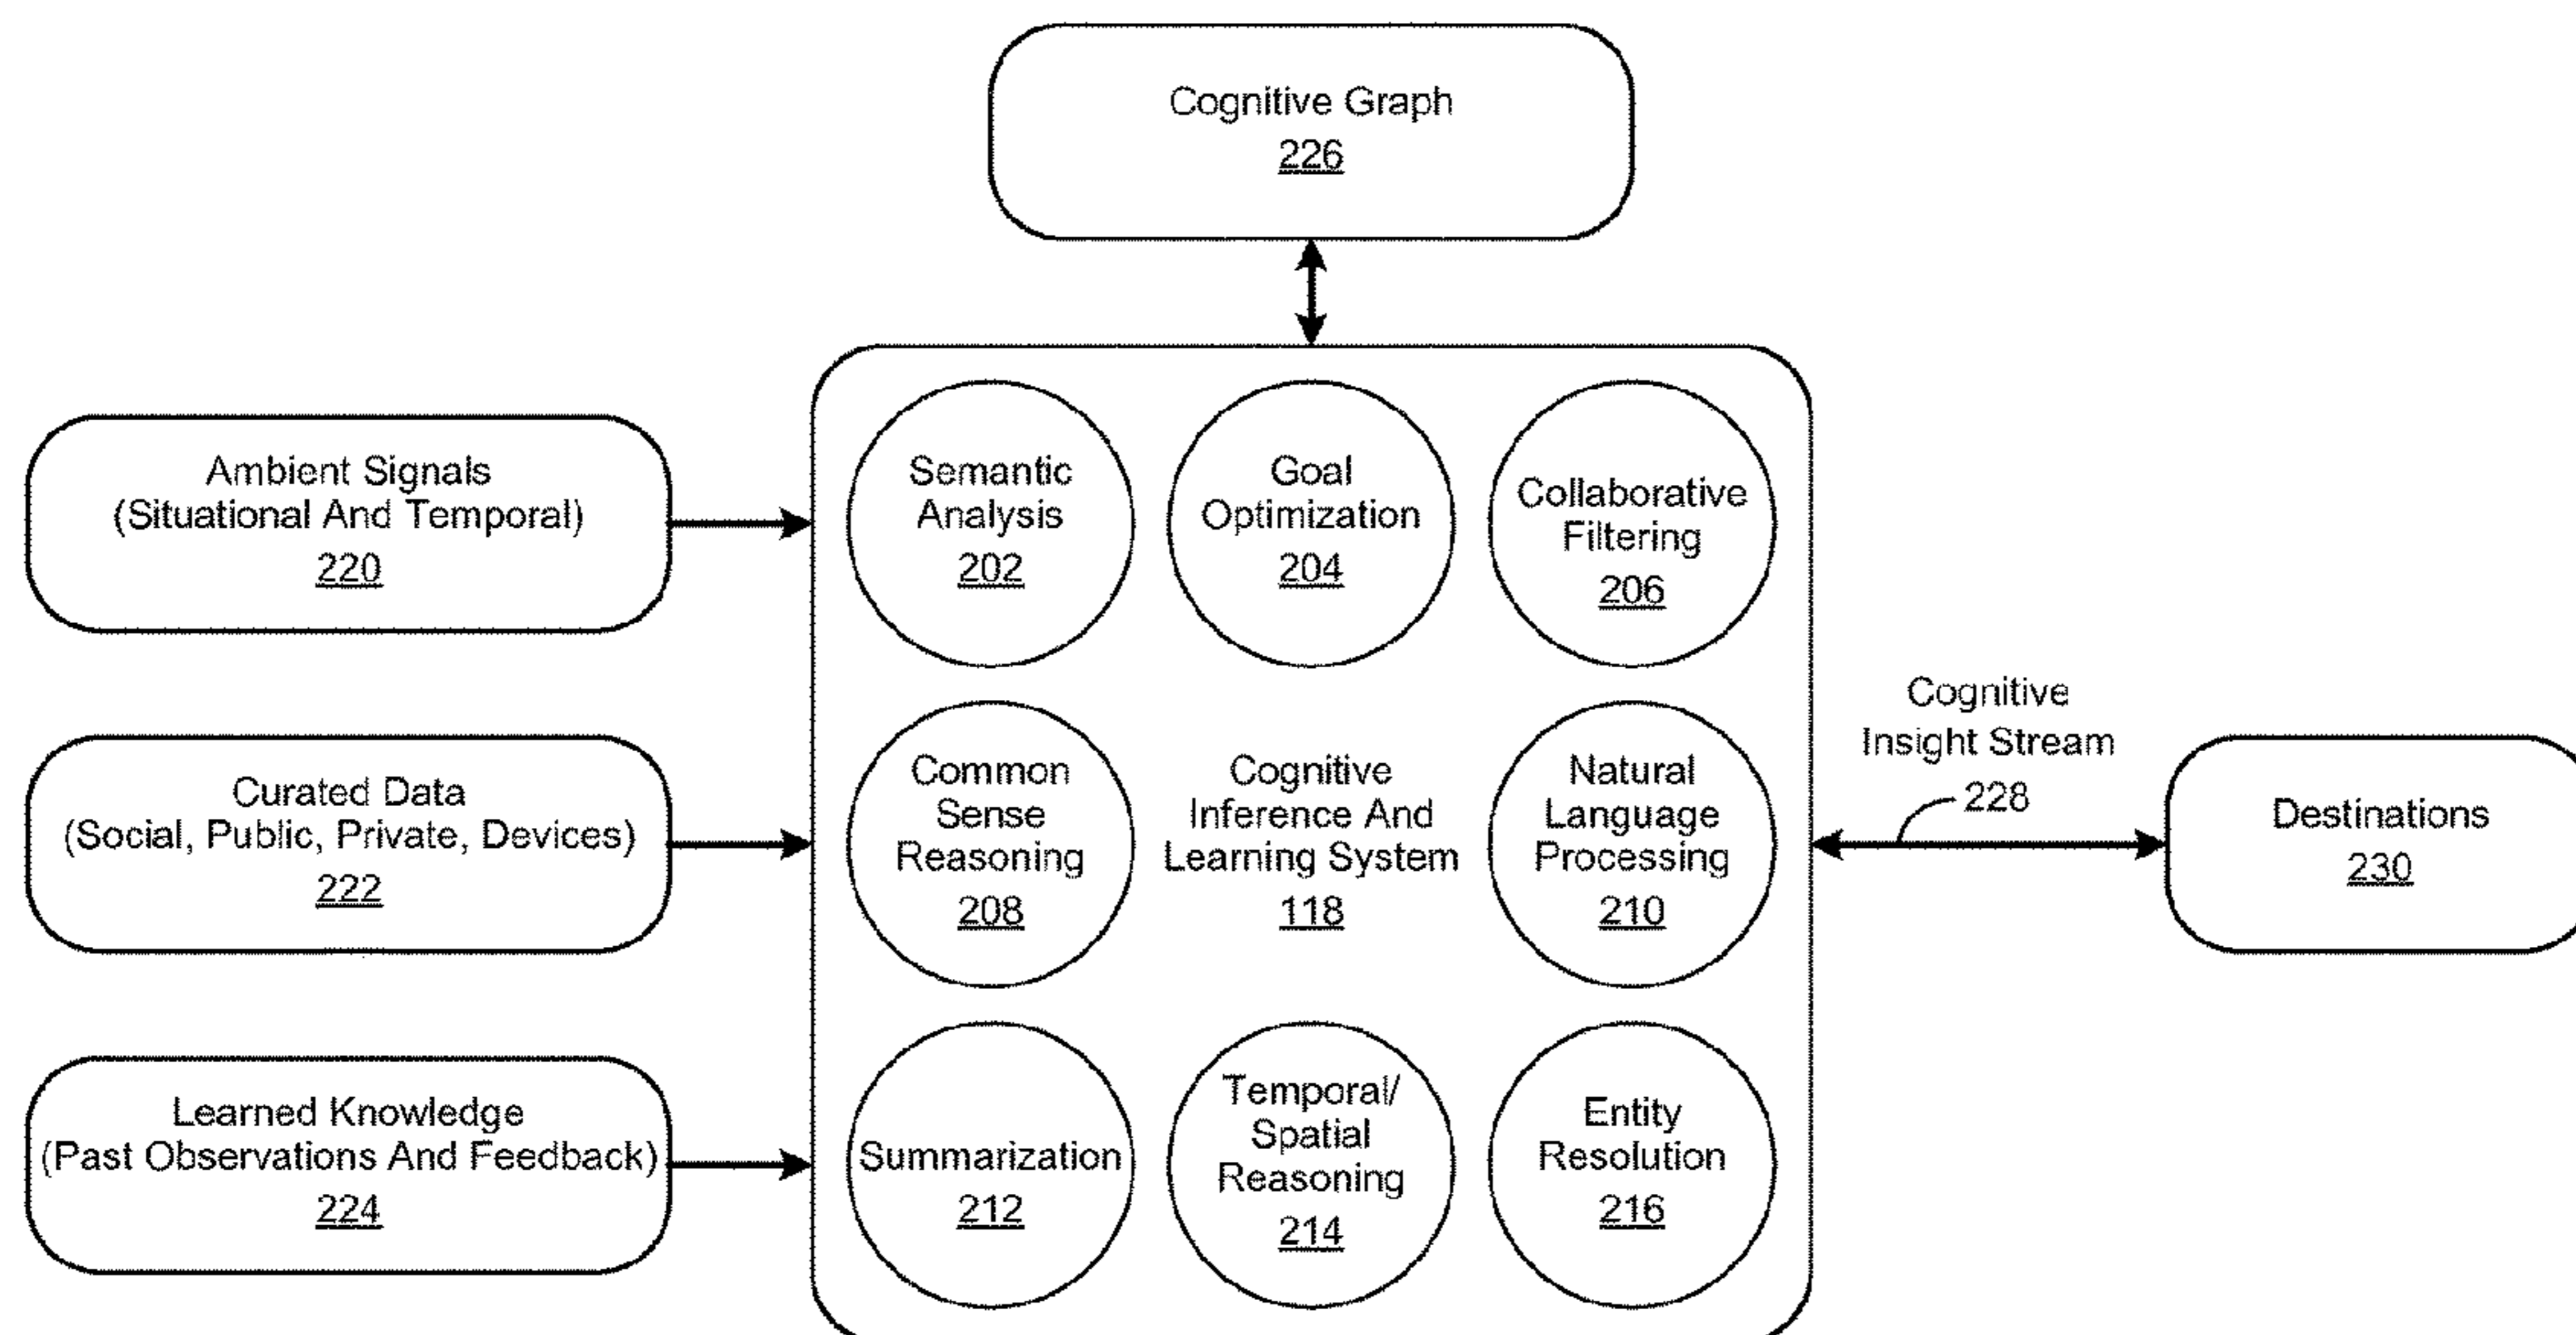 Cognitive Graph
226
Ambient Signals
(Situational And Temporal)
220
Semantic
Analysis
202
Goal
Optimization
204
Collaborative
Filtering
206
Curated Data
(Social, Public, Private, Devices)
222
Common
Sense
Reasoning
208
Cognitive
Inference And
Learning System
118
Natural
Language
Processing
210
Cognitive
Insight Stream
228
Destinations
230
Learned Knowledge
(Past Observations And Feedback)
224
Summarization
212
Temporal/
Spatial
Reasoning
214
Entity
Resolution
216